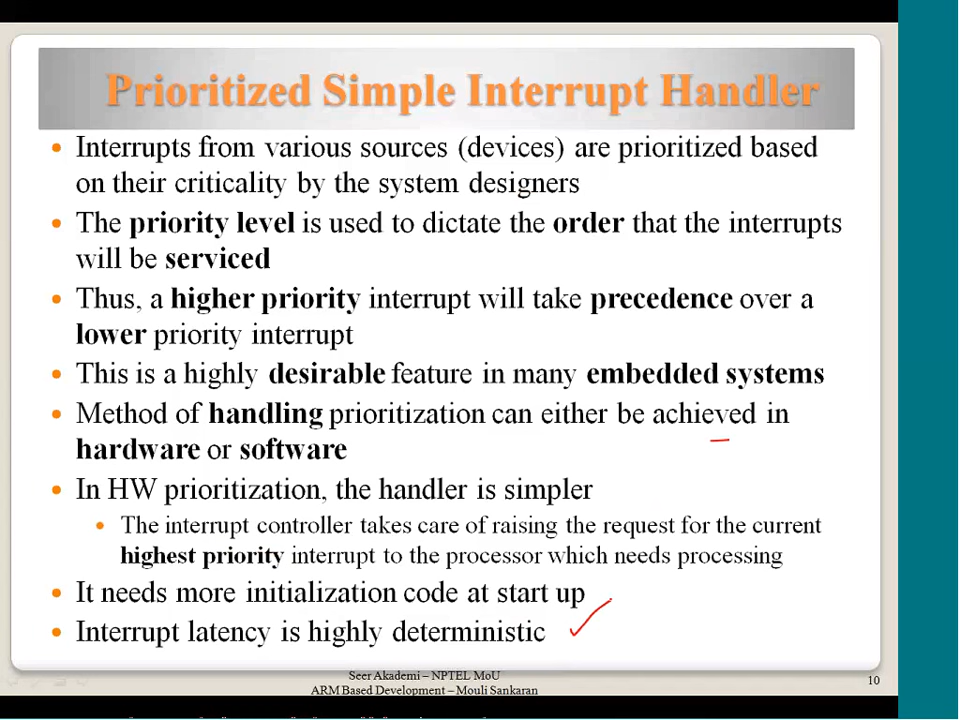 Prioritized Simple Interrupt Handler
• Interrupts from various sources (devices) are prioritized based
on their criticality by the system designers
• The priority level is used to dictate the order that the interrupts
will be serviced
• Thus, a higher priority interrupt will take precedence over a
lower priority interrupt
• This is a highly desirable feature in many embedded systems
• Method of handling prioritization can either be achieved in
hardware or software
• In HW prioritization, the handler is simpler
• The interrupt controller takes care of raising the request for the current
highest priority interrupt to the processor which needs processing
• It needs more initialization code at start up
• Interrupt latency is highly deterministic
Seer Akademi – NPTEL MoU
ARM Based Development – Mouli Sankaran
10